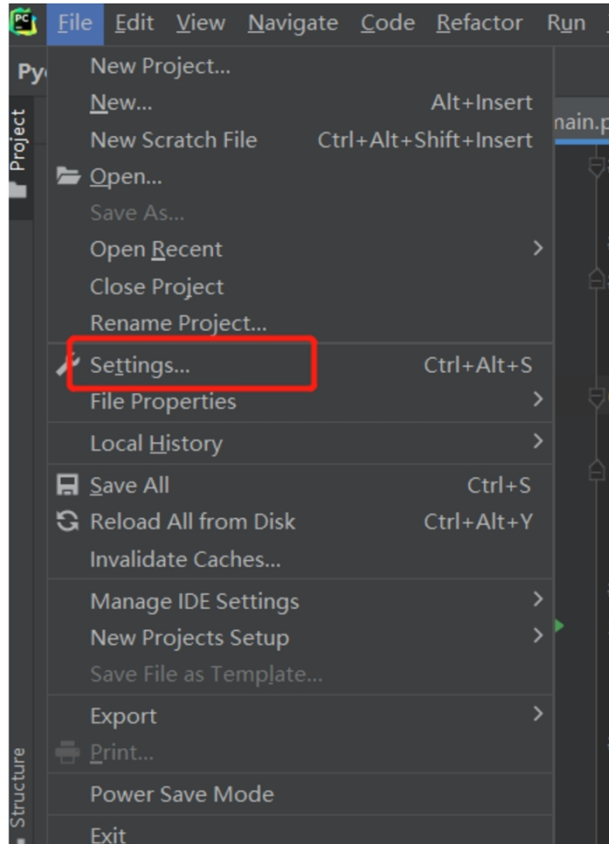 PC File Edit View Navigate Code Refactor Run
Py
New Project...
New... Alt+Insert
main.p
New Scratch File Ctrl+Alt+Shift+Insert
Project
Open...
Save As...
Open Recent
Close Project
Rename Project...
Settings... Ctrl+Alt+S
File Properties
Local History
Save All Ctrl+S
Reload All from Disk Ctrl+Alt+Y
Invalidate Caches...
Manage IDE Settings
New Projects Setup
Save File as Template...
Export
Print...
Structure
Power Save Mode
Exit